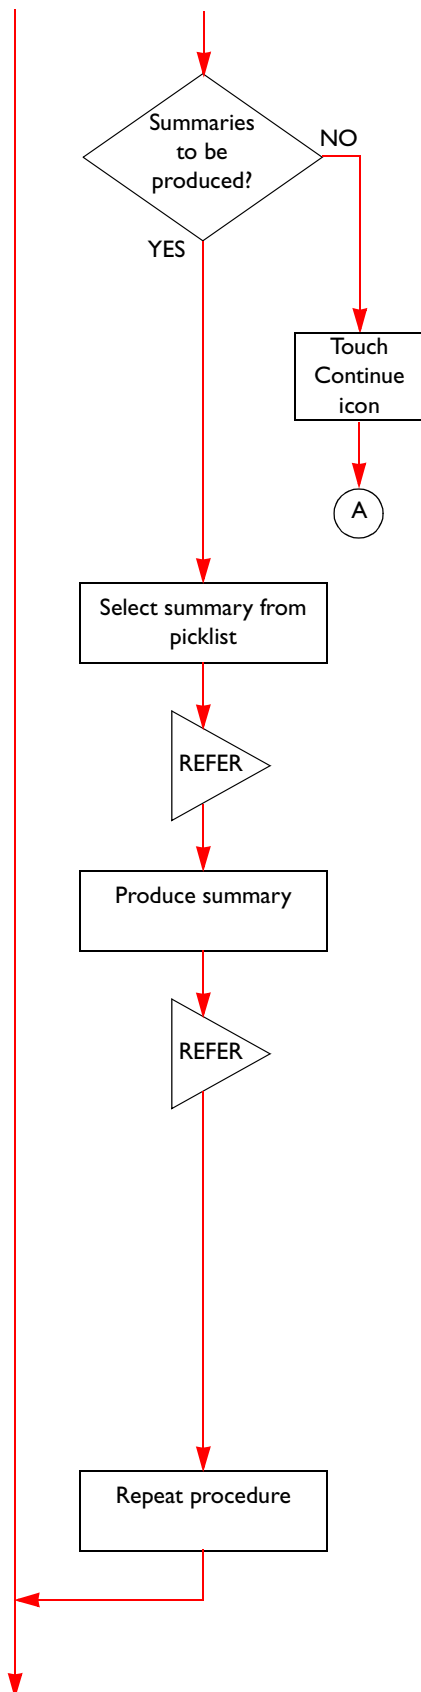 Summaries
to be
produced?
NO
YES
Touch
Continue
icon
A
Select summary from
picklist
REFER
Produce summary
REFER
Repeat procedure